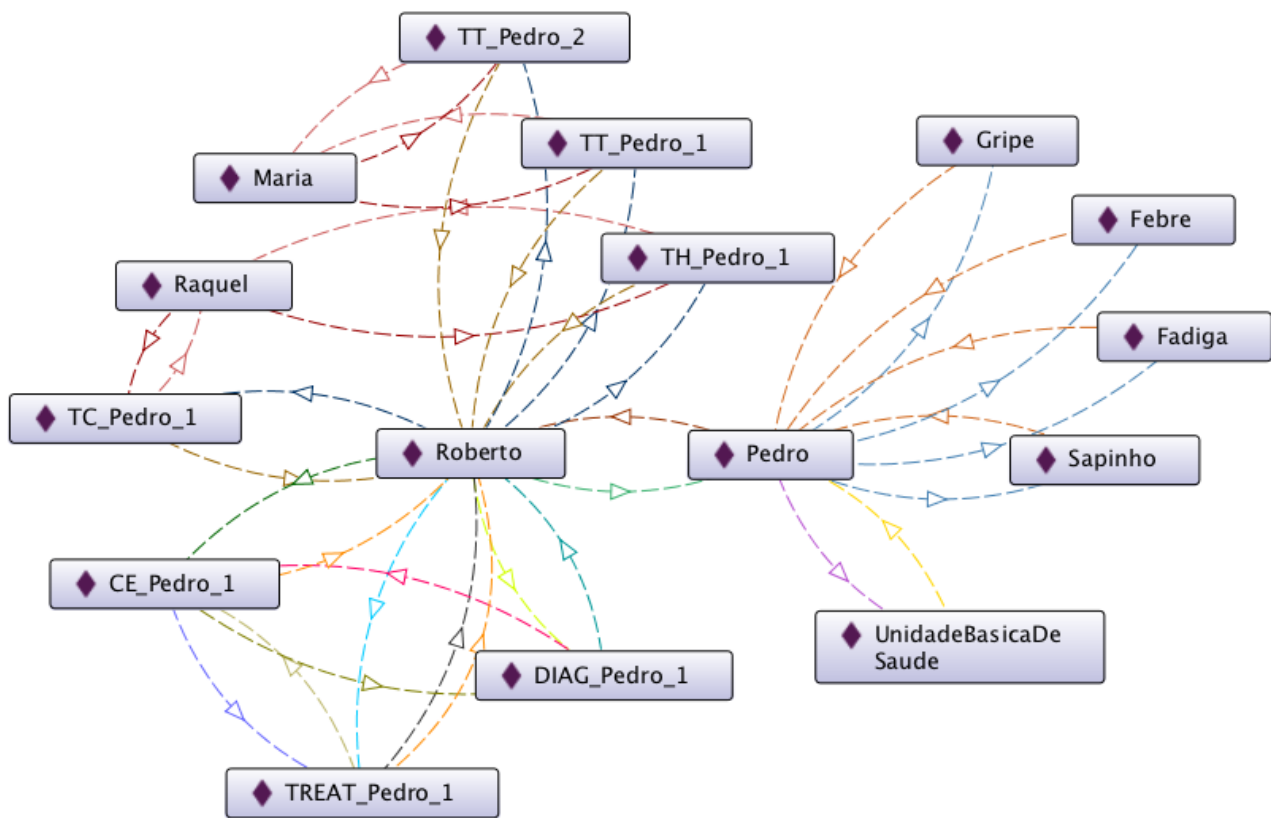 TT_Pedro_2
TT_Pedro_1
Gripe
Maria
Febre
TH_Pedro_1
Raquel
Fadiga
TC_Pedro_1
Roberto
Pedro
Sapinho
CE_Pedro_1
UnidadeBasicaDe
Saude
DIAG_Pedro_1
TREAT_Pedro_1